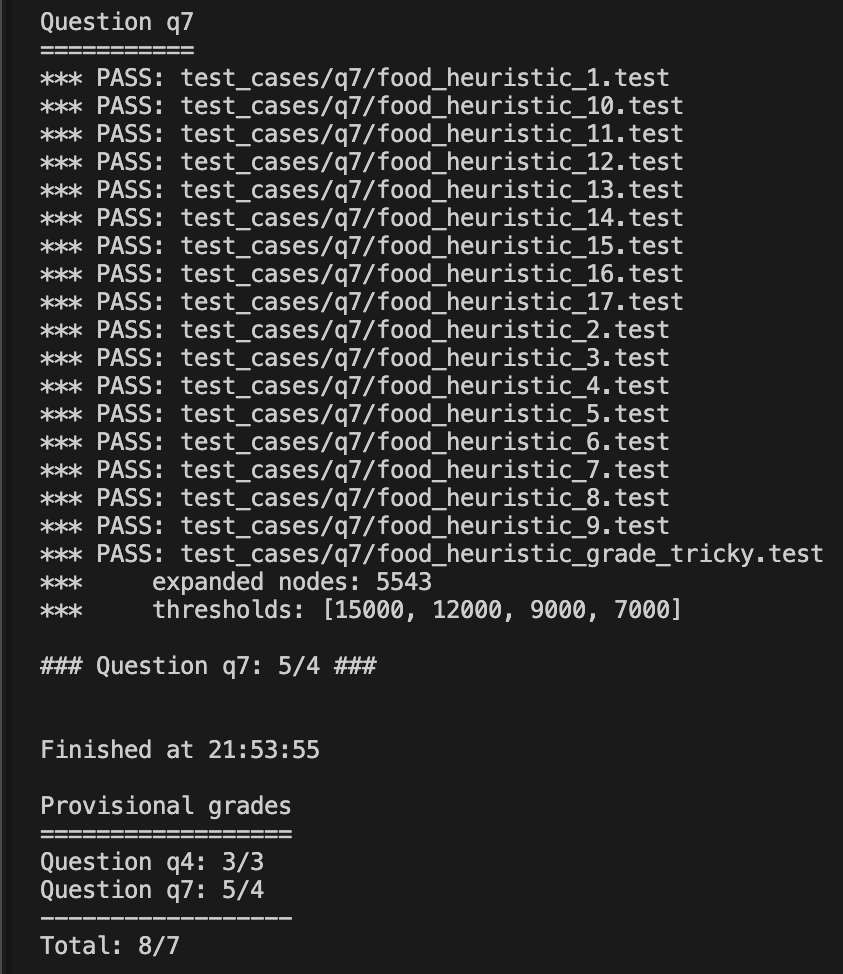 Question q7
===========
*** PASS: test_cases/q7/food_heuristic_1.test
*** PASS: test_cases/q7/food_heuristic_10.test
*** PASS: test_cases/q7/food_heuristic_11.test
*** PASS: test_cases/q7/food_heuristic_12.test
*** PASS: test_cases/q7/food_heuristic_13.test
*** PASS: test_cases/q7/food_heuristic_14.test
*** PASS: test_cases/q7/food_heuristic_15.test
*** PASS: test_cases/q7/food_heuristic_16.test
*** PASS: test_cases/q7/food_heuristic_17.test
*** PASS: test_cases/q7/food_heuristic_2.test
*** PASS: test_cases/q7/food_heuristic_3.test
*** PASS: test_cases/q7/food_heuristic_4.test
*** PASS: test_cases/q7/food_heuristic_5.test
*** PASS: test_cases/q7/food_heuristic_6.test
*** PASS: test_cases/q7/food_heuristic_7.test
*** PASS: test_cases/q7/food_heuristic_8.test
*** PASS: test_cases/q7/food_heuristic_9.test
*** PASS: test_cases/q7/food_heuristic_grade_tricky.test
***     expanded nodes: 5543
***     thresholds: [15000, 12000, 9000, 7000]
### Question q7: 5/4 ###
Finished at 21:53:55
Provisional grades
==================
Question q4: 3/3
Question q7: 5/4
------------------
Total: 8/7